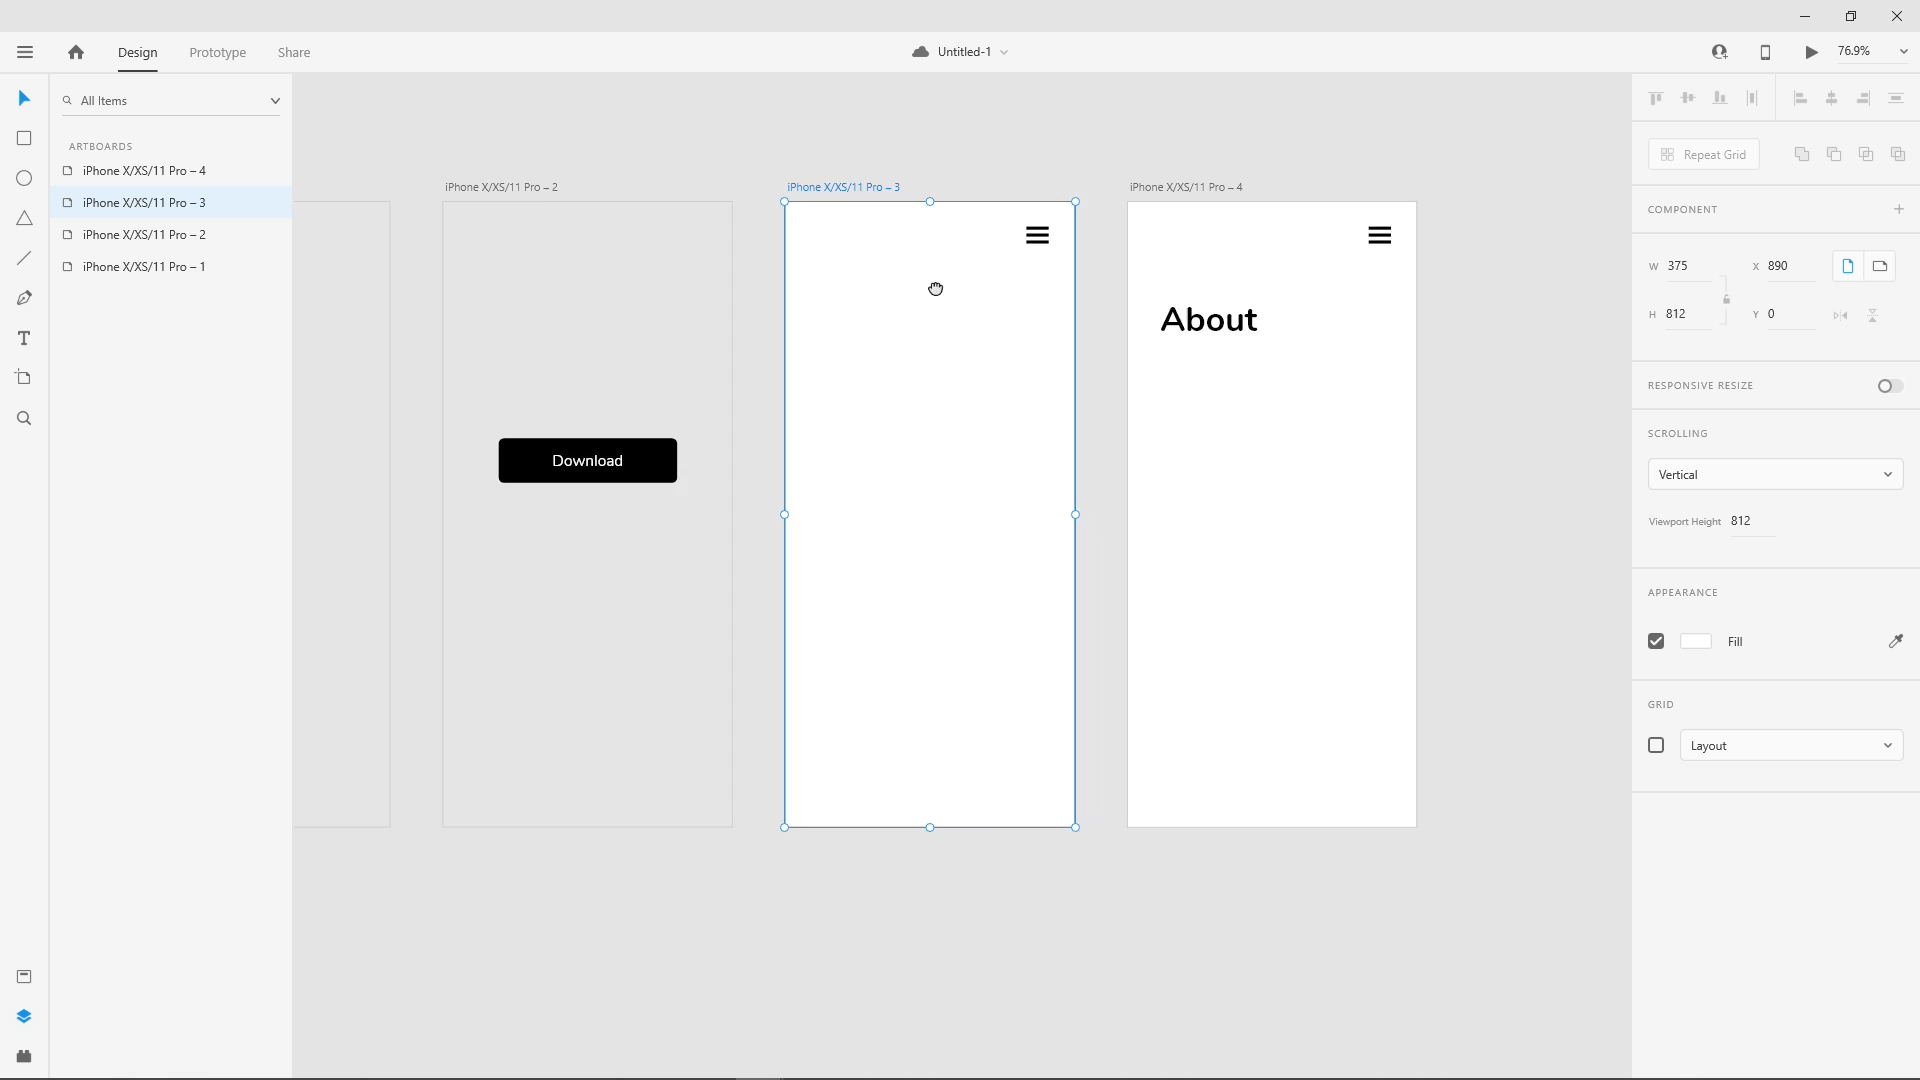 Design
Prototype
Share
Untitled-1
76.9%
All Items
ARTBOARDS
iPhone X/XS/11 Pro – 4
iPhone X/XS/11 Pro – 3
iPhone X/XS/11 Pro – 2
iPhone X/XS/11 Pro – 1
iPhone X/XS/11 Pro – 2
iPhone X/XS/11 Pro – 3
iPhone X/XS/11 Pro – 4
Download
About
Repeat Grid
COMPONENT
W 375
X 890
H 812
Y 0
RESPONSIVE RESIZE
SCROLLING
Vertical
Viewport Height 812
APPEARANCE
Fill
GRID
Layout